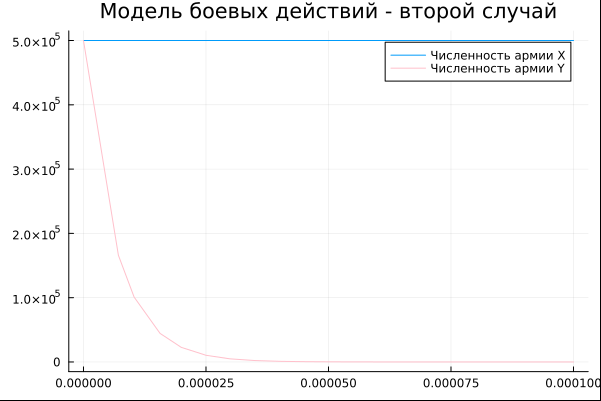 Модель боевых действий - второй случай
Численность армии X
Численность армии Y
5.0×10⁵
4.0×10⁵
3.0×10⁵
2.0×10⁵
1.0×10⁵
0
0.000000 0.000025 0.000050 0.000075 0.000100